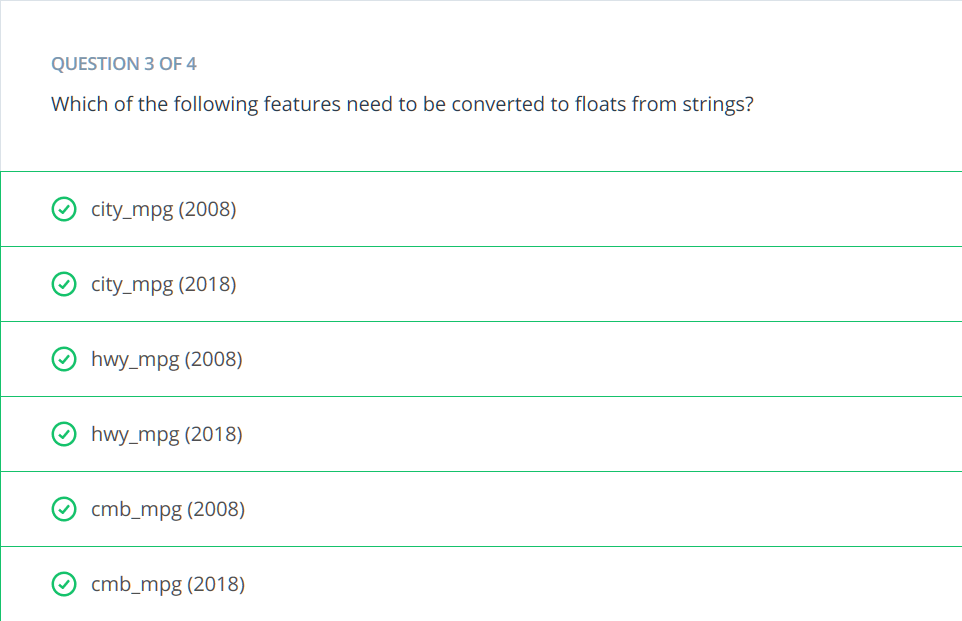 QUESTION 3 OF 4
Which of the following features need to be converted to floats from strings?
city_mpg (2008)
city_mpg (2018)
hwy_mpg (2008)
hwy_mpg (2018)
cmb_mpg (2008)
cmb_mpg (2018)